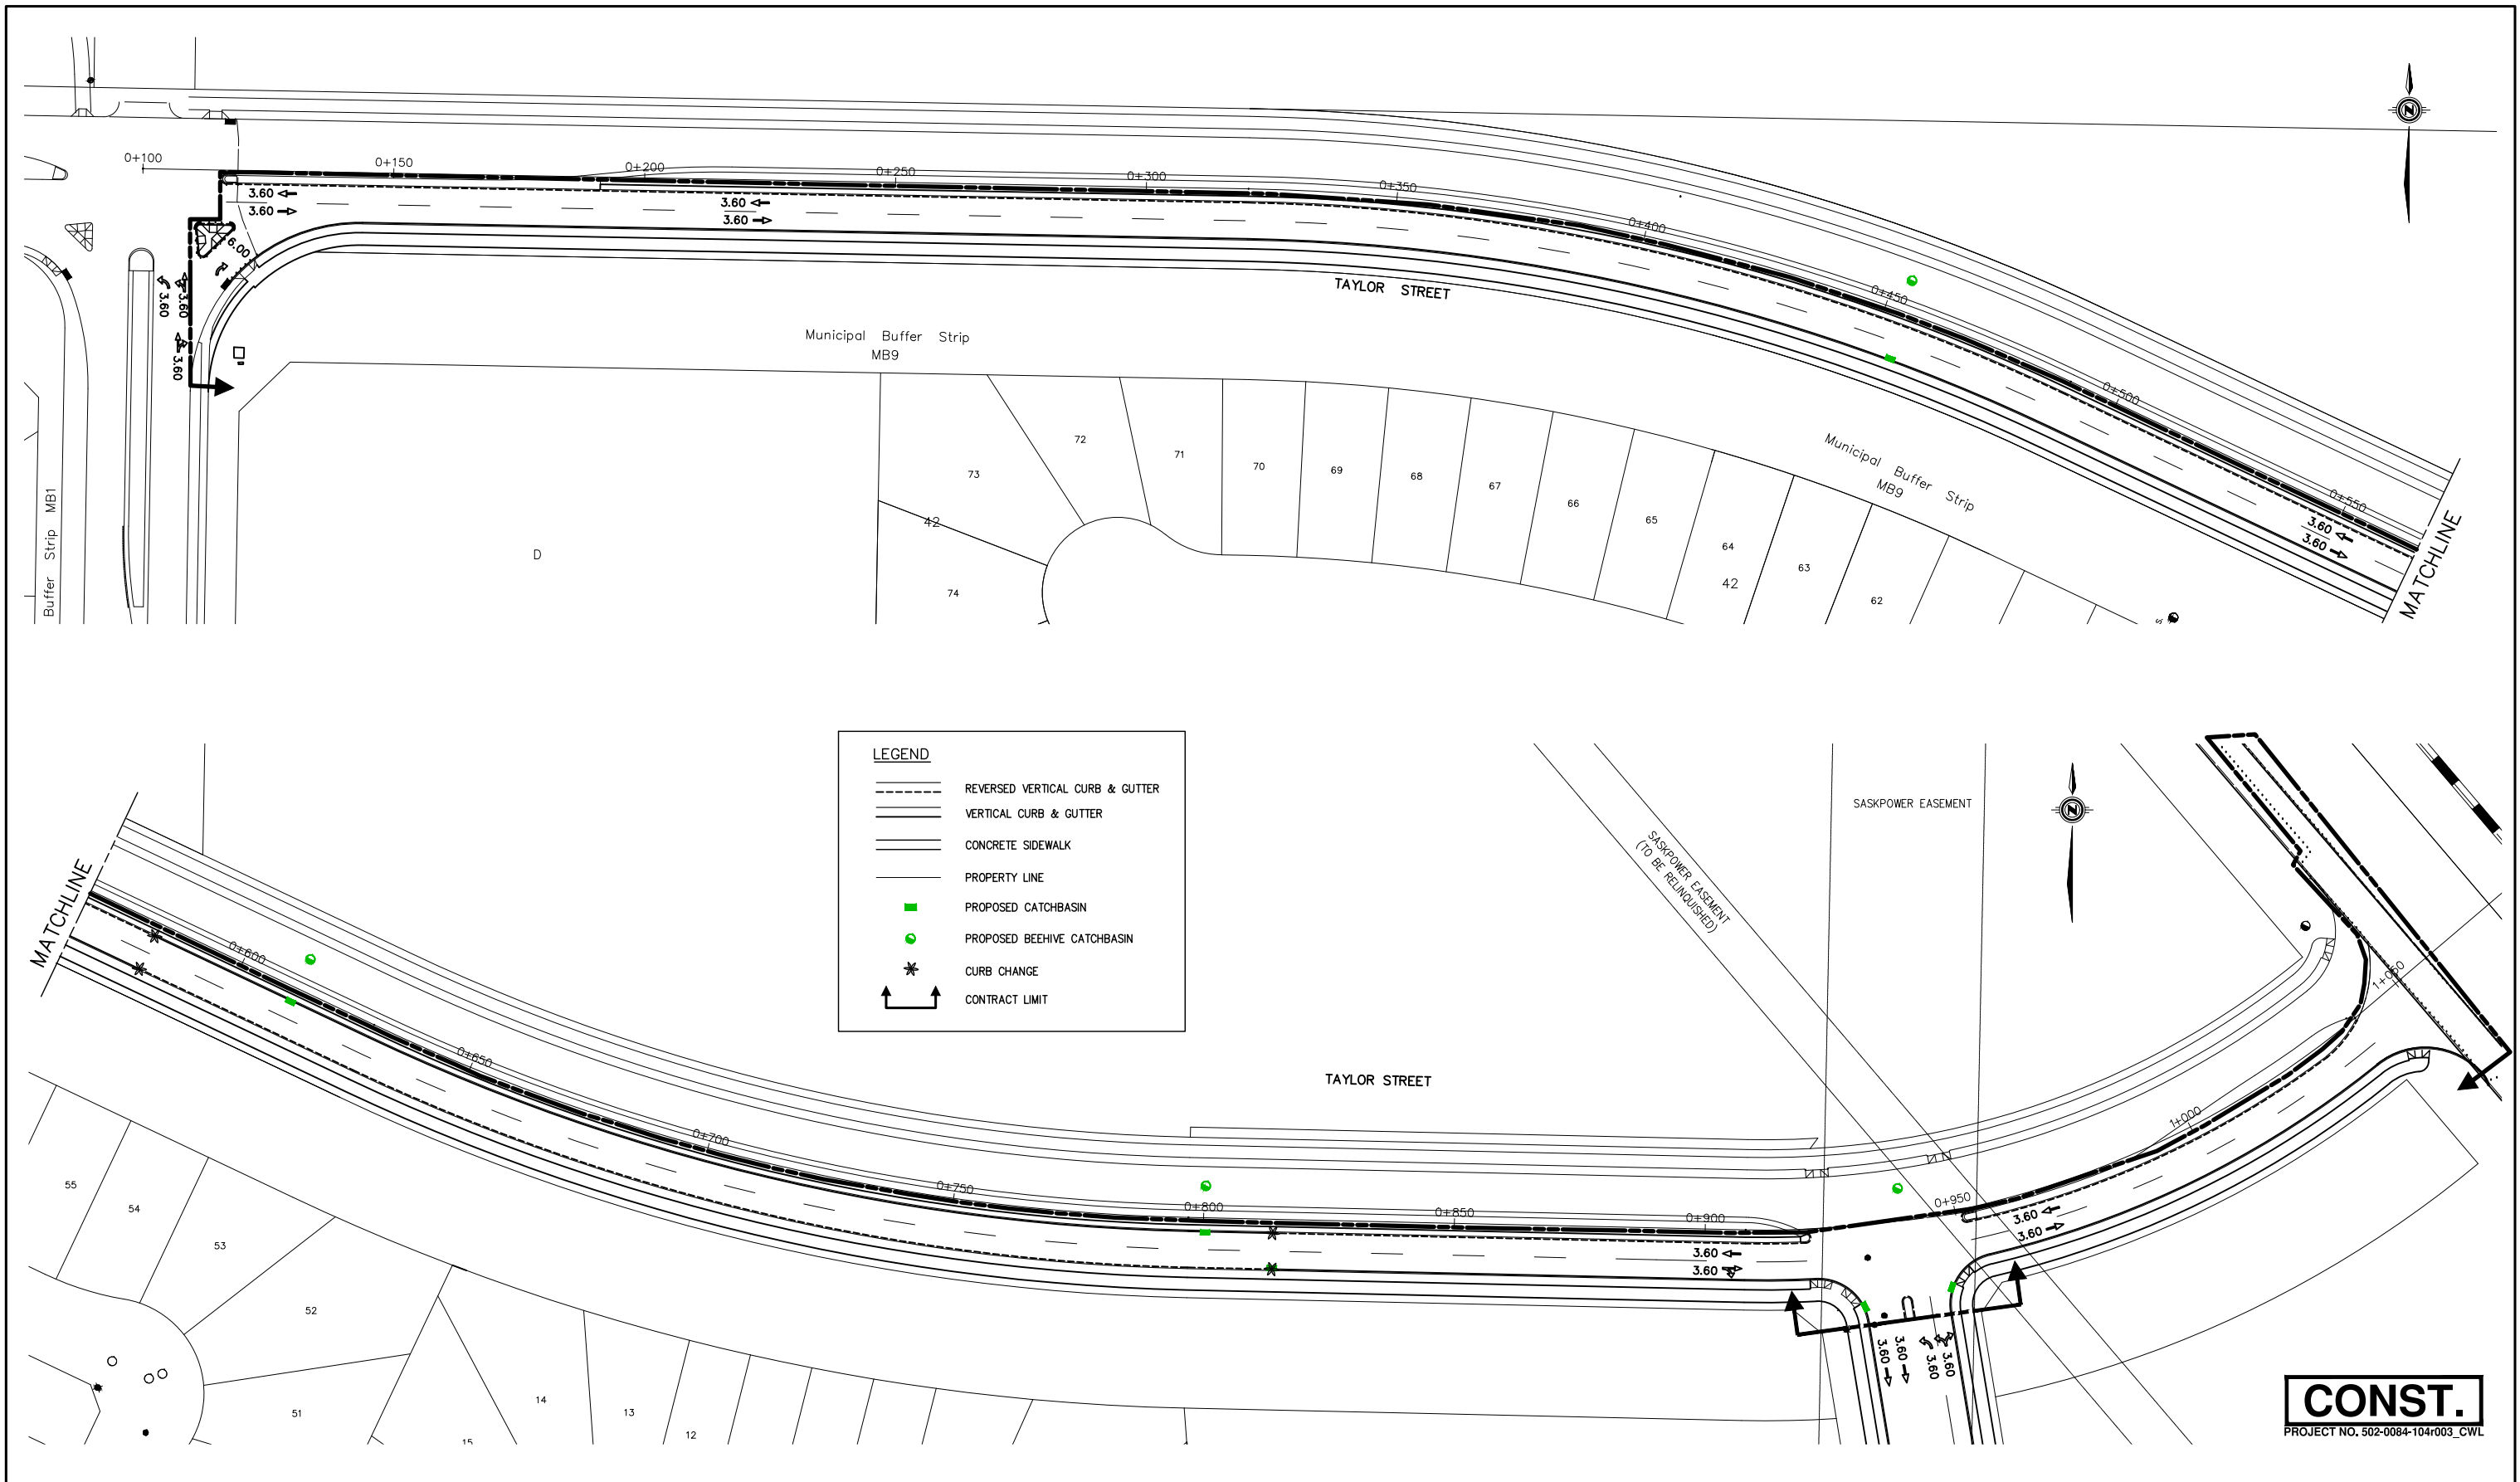 0+100
0+150
0+200
0+250
0+300
0+350
0+400
0+450
0+500
0+550
3.60
3.60
3.60
3.60
6.00
3.60
3.60
3.60
3.60
3.60
TAYLOR STREET
Municipal Buffer Strip
MB9
Municipal Buffer Strip
MB9
Buffer Strip MB1
D
42
73
72
71
70
69
68
67
66
65
64
42
63
62
74
MATCHLINE
N
LEGEND
REVERSED VERTICAL CURB & GUTTER
VERTICAL CURB & GUTTER
CONCRETE SIDEWALK
PROPERTY LINE
PROPOSED CATCHBASIN
PROPOSED BEEHIVE CATCHBASIN
CURB CHANGE
CONTRACT LIMIT
MATCHLINE
0+600
0+650
0+700
0+750
0+800
0+850
0+900
0+950
1+000
1+050
TAYLOR STREET
SASKPOWER EASEMENT
(TO BE RELINQUISHED)
SASKPOWER EASEMENT
N
3.60
3.60
3.60
3.60
3.60
3.60
3.60
3.60
55
54
53
52
51
15
14
13
12
CONST.
PROJECT NO. 502-0084-104r003_CWL